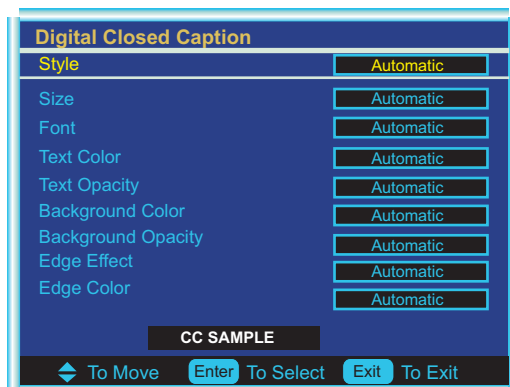 Digital Closed Caption
Style Automatic
Size Automatic
Font Automatic
Text Color Automatic
Text Opacity Automatic
Background Color Automatic
Background Opacity Automatic
Edge Effect Automatic
Edge Color Automatic
CC SAMPLE
To Move Enter To Select Exit To Exit